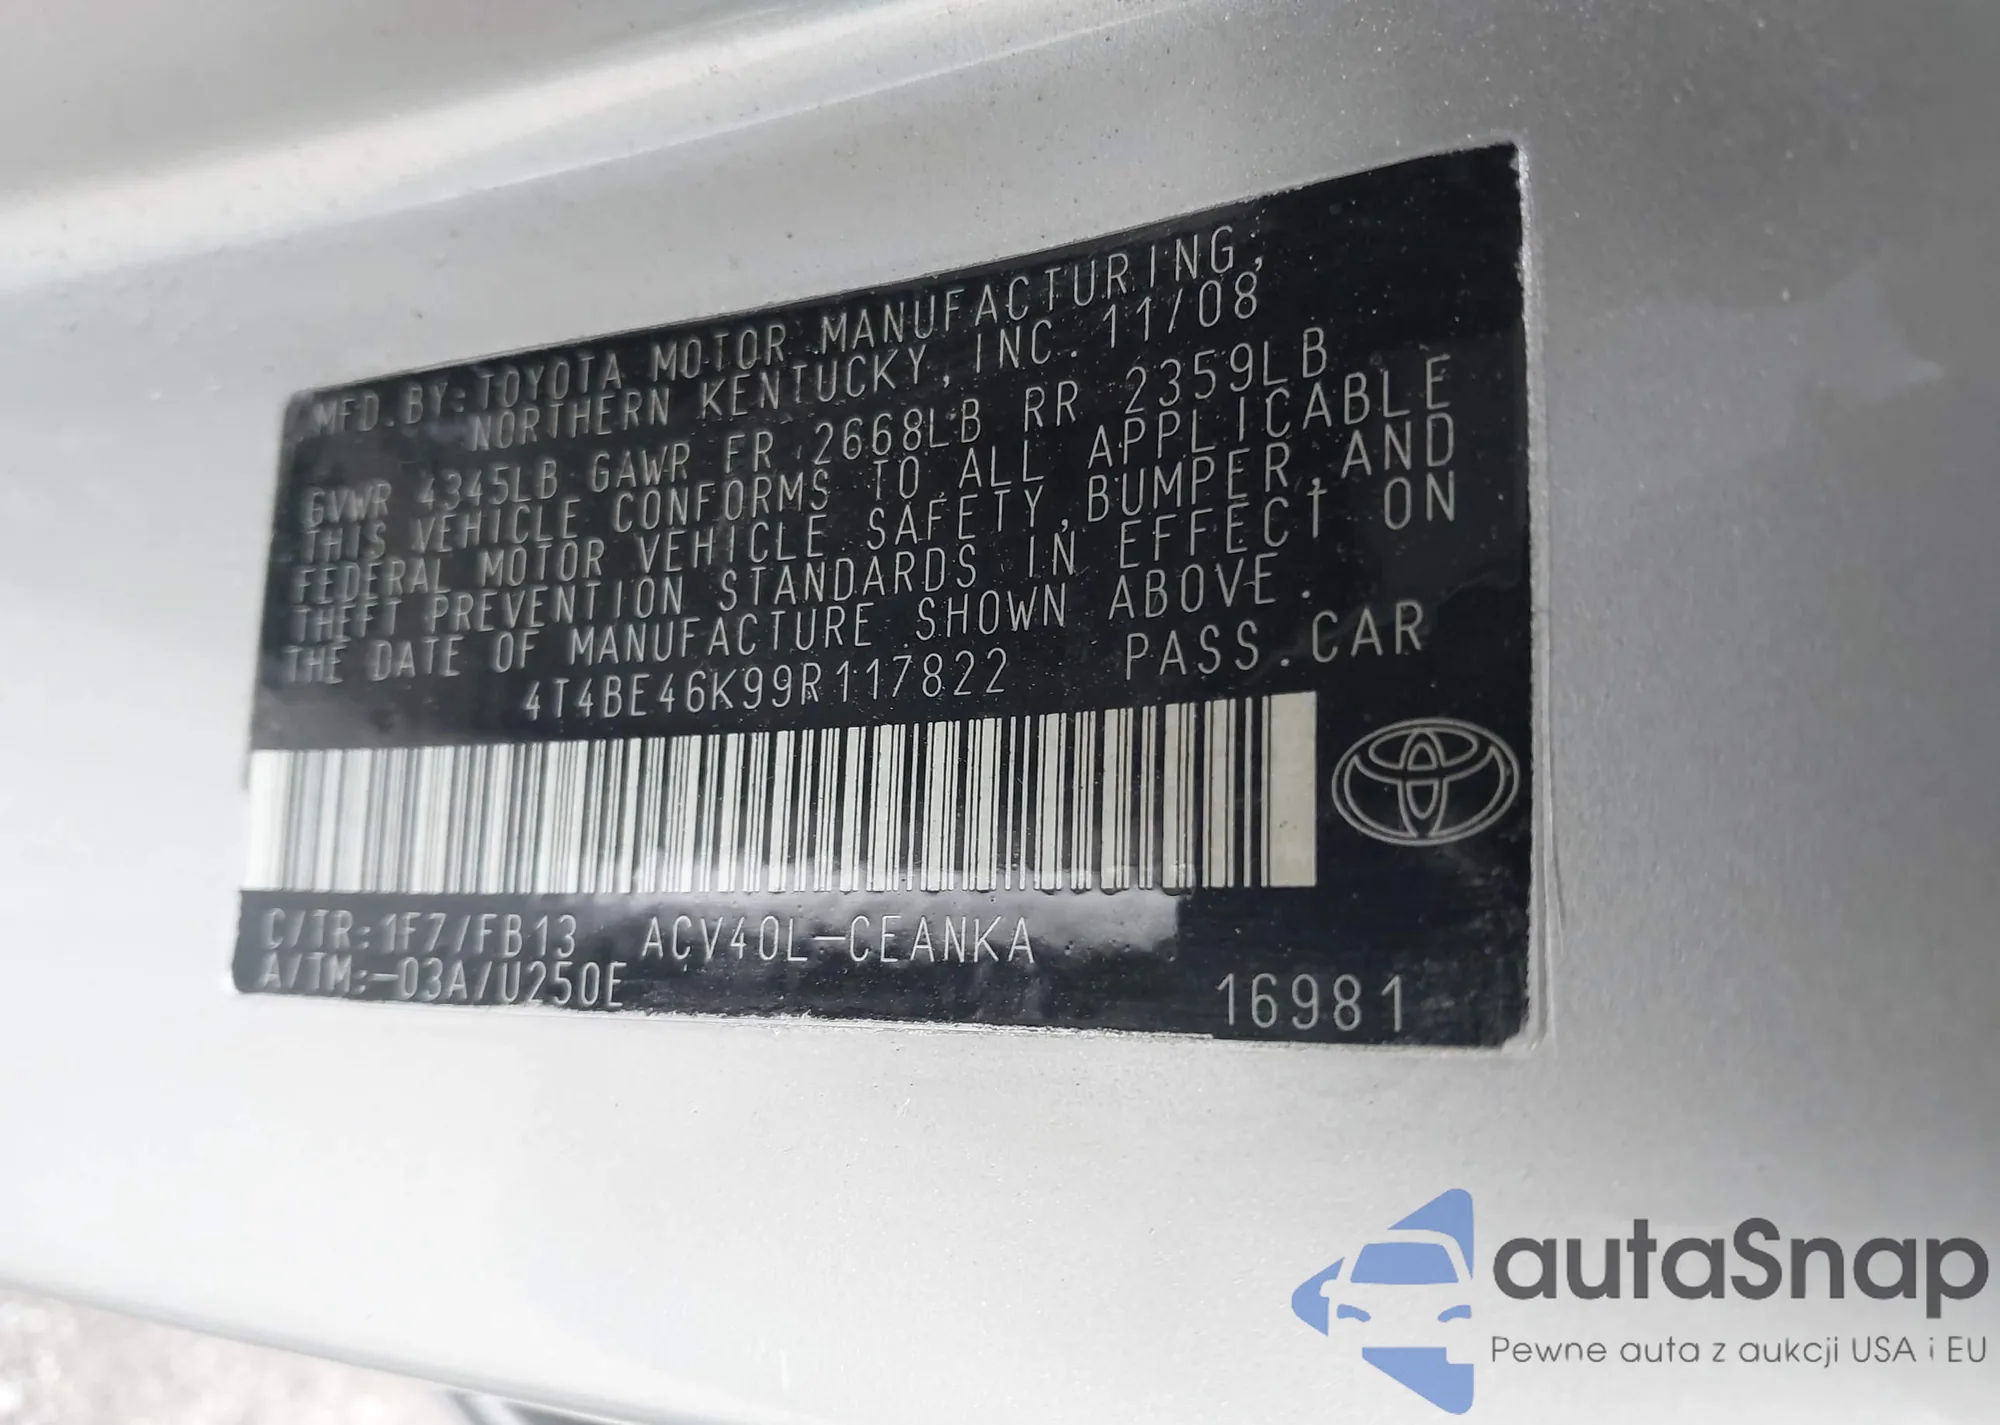 MFD. BY: TOYOTA MOTOR MANUFACTURING,
NORTHERN KENTUCKY, INC. 11/08
GVWR 4345LB GAWR FR 2668LB RR 2359LB
THIS VEHICLE CONFORMS TO ALL APPLICABLE
FEDERAL MOTOR VEHICLE SAFETY, BUMPER, AND
THEFT PREVENTION STANDARDS IN EFFECT ON
THE DATE OF MANUFACTURE SHOWN ABOVE.
4T4BE46K99R117822 PASS. CAR
C/TR: 1F7/FB13 ACV40L-CEANKA
A/TM: -03A/U250E
16981
autaSnap
Pewne auta z aukcji USA i EU